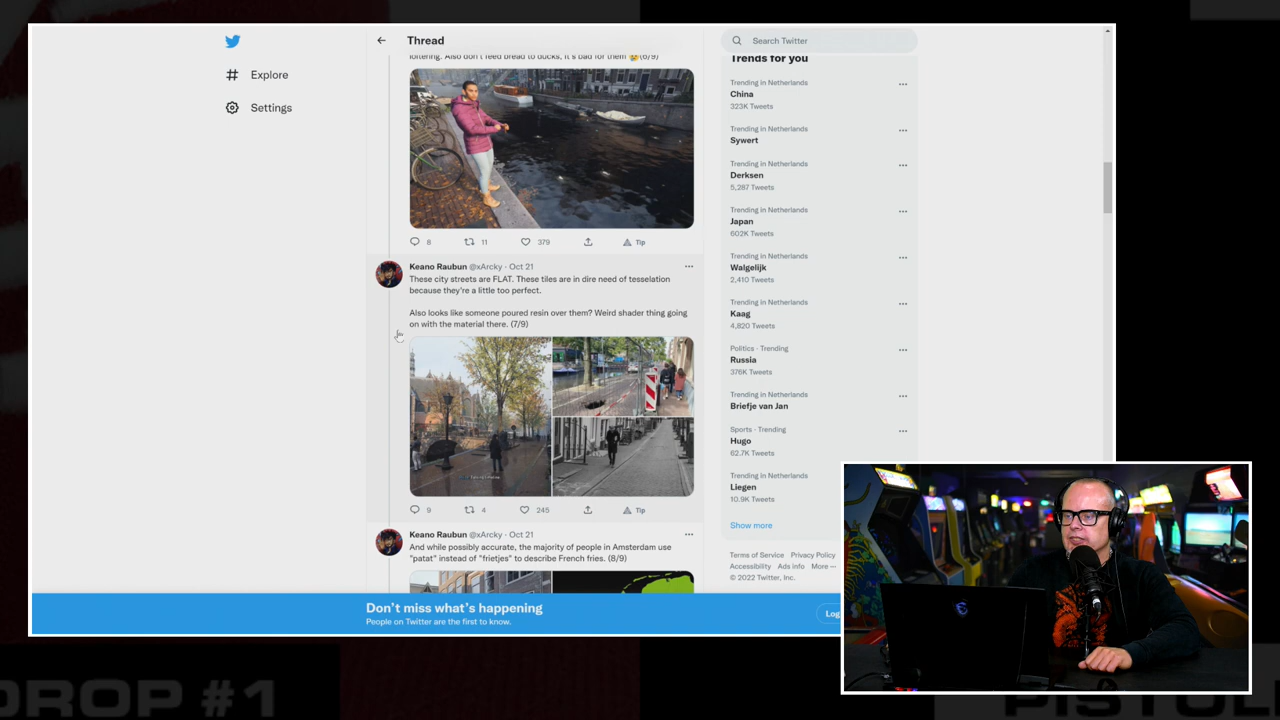 Thread
Search Twitter
Explore
Settings
loitering. Also don't feed bread to ducks, it's bad for them 😢(6/9)
8 11 379 Tip
Keano Raubun @xArcky · Oct 21
These city streets are FLAT. These tiles are in dire need of tesselation
because they're a little too perfect.
Also looks like someone poured resin over them? Weird shader thing going
on with the material there. (7/9)
9 4 245 Tip
Keano Raubun @xArcky · Oct 21
And while possibly accurate, the majority of people in Amsterdam use
"patat" instead of "frietjes" to describe French fries. (8/9)
Trends for you
Trending in Netherlands
China
323K Tweets
Trending in Netherlands
Sywert
Trending in Netherlands
Derksen
5,287 Tweets
Trending in Netherlands
Japan
602K Tweets
Trending in Netherlands
Walgelijk
2,410 Tweets
Trending in Netherlands
Kaag
4,820 Tweets
Politics · Trending
Russia
376K Tweets
Trending in Netherlands
Briefje van Jan
Sports · Trending
Hugo
62.7K Tweets
Trending in Netherlands
Liegen
10.9K Tweets
Show more
Terms of Service Privacy Policy
Accessibility Ads info More ···
© 2022 Twitter, Inc.
Don't miss what's happening
People on Twitter are the first to know.
Log
DROP #1
PISTOL